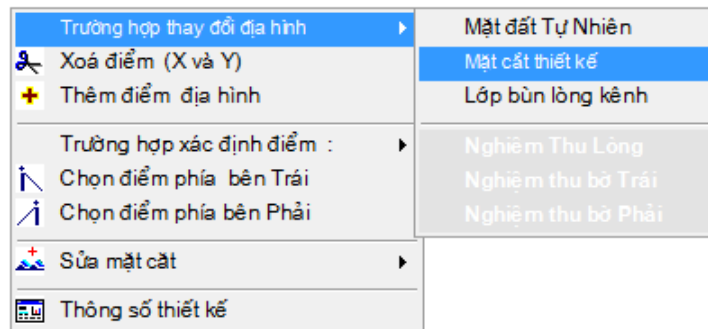 Trường hợp thay đổi địa hình
Xoá điểm (X và Y)
Thêm điểm địa hình
Trường hợp xác định điểm :
Chọn điểm phía bên Trái
Chọn điểm phía bên Phải
Sửa mặt cắt
Thông số thiết kế
Mặt đất Tự Nhiên
Mặt cắt thiết kế
Lớp bùn lòng kênh
Nghiệm Thu Lòng
Nghiệm thu bờ Trái
Nghiệm thu bờ Phải